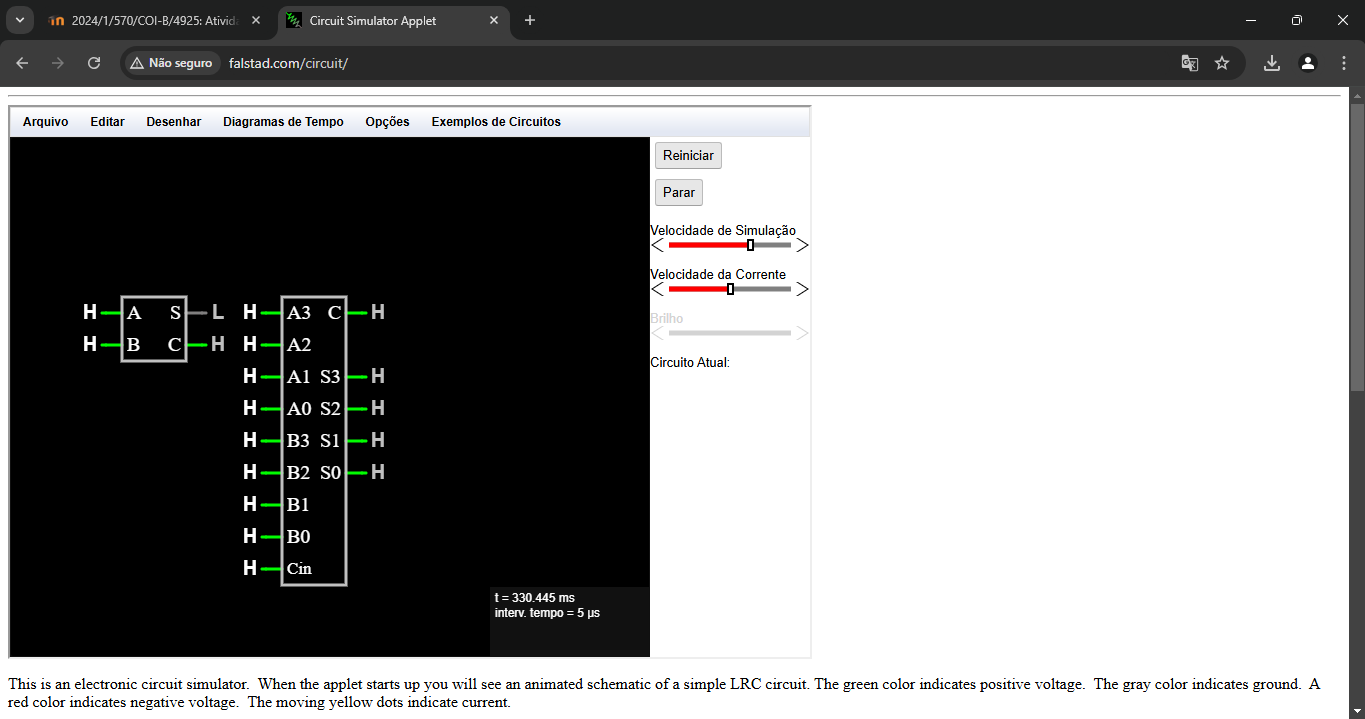 2024/1/570/COI-B/4925: Ativid
Circuit Simulator Applet
Não seguro
falstad.com/circuit/
Arquivo Editar Desenhar Diagramas de Tempo Opções Exemplos de Circuitos
Reiniciar
Parar
Velocidade de Simulação
Velocidade da Corrente
Brilho
Circuito Atual:
H A S L
H B C H
H A3 C H
H A2
H A1 S3 H
H A0 S2 H
H B3 S1 H
H B2 S0 H
H B1
H B0
H Cin
t = 330.445 ms
interv. tempo = 5 μs
This is an electronic circuit simulator.  When the applet starts up you will see an animated schematic of a simple LRC circuit. The green color indicates positive voltage.  The gray color indicates ground.  A
red color indicates negative voltage.  The moving yellow dots indicate current.